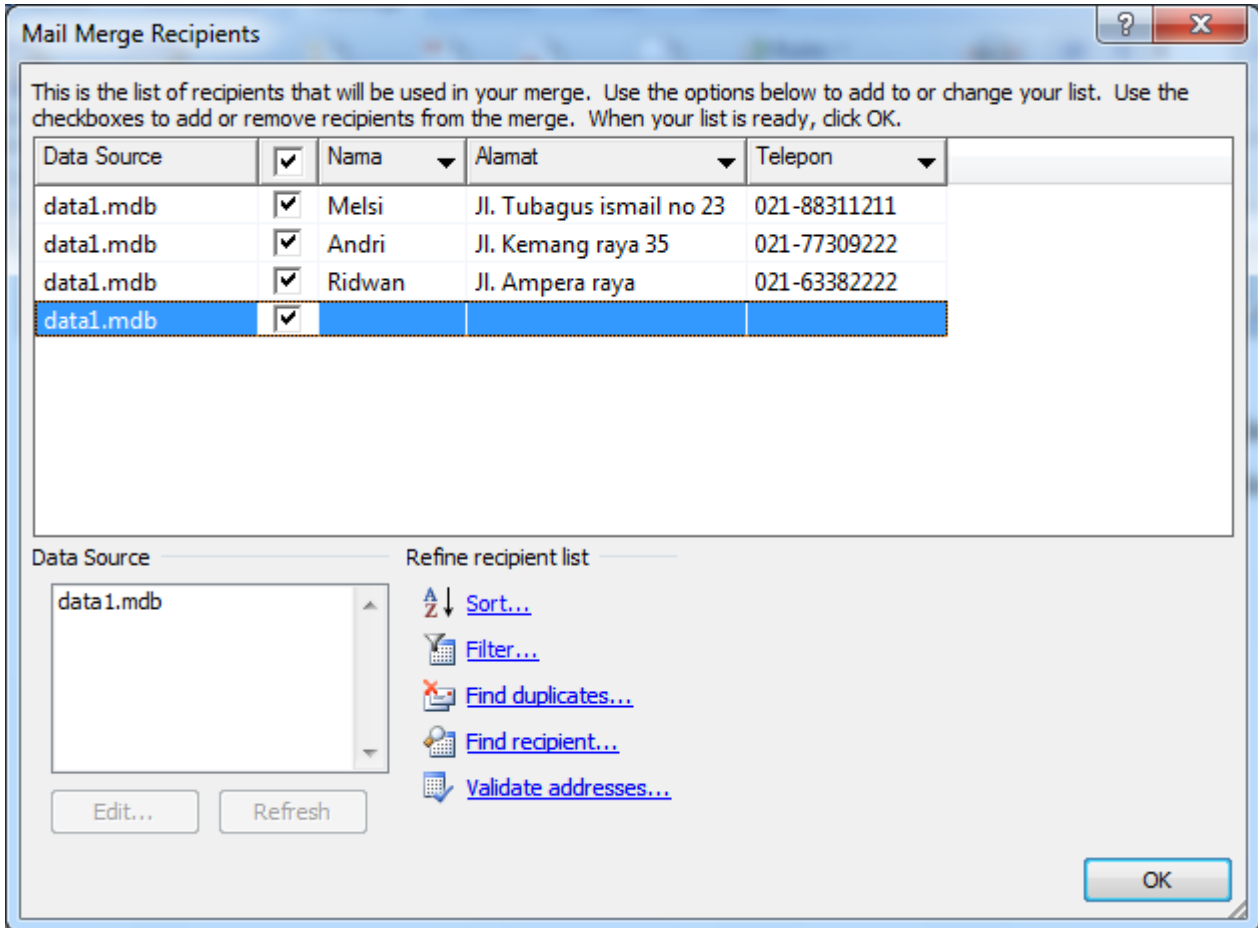 Mail Merge Recipients
This is the list of recipients that will be used in your merge. Use the options below to add to or change your list. Use the
checkboxes to add or remove recipients from the merge. When your list is ready, click OK.
Data Source Nama Alamat Telepon
data1.mdb Melsi Jl. Tubagus ismail no 23 021-88311211
data1.mdb Andri Jl. Kemang raya 35 021-77309222
data1.mdb Ridwan Jl. Ampera raya 021-63382222
data1.mdb
Data Source
data1.mdb
Edit...
Refresh
Refine recipient list
Sort...
Filter...
Find duplicates...
Find recipient...
Validate addresses...
OK